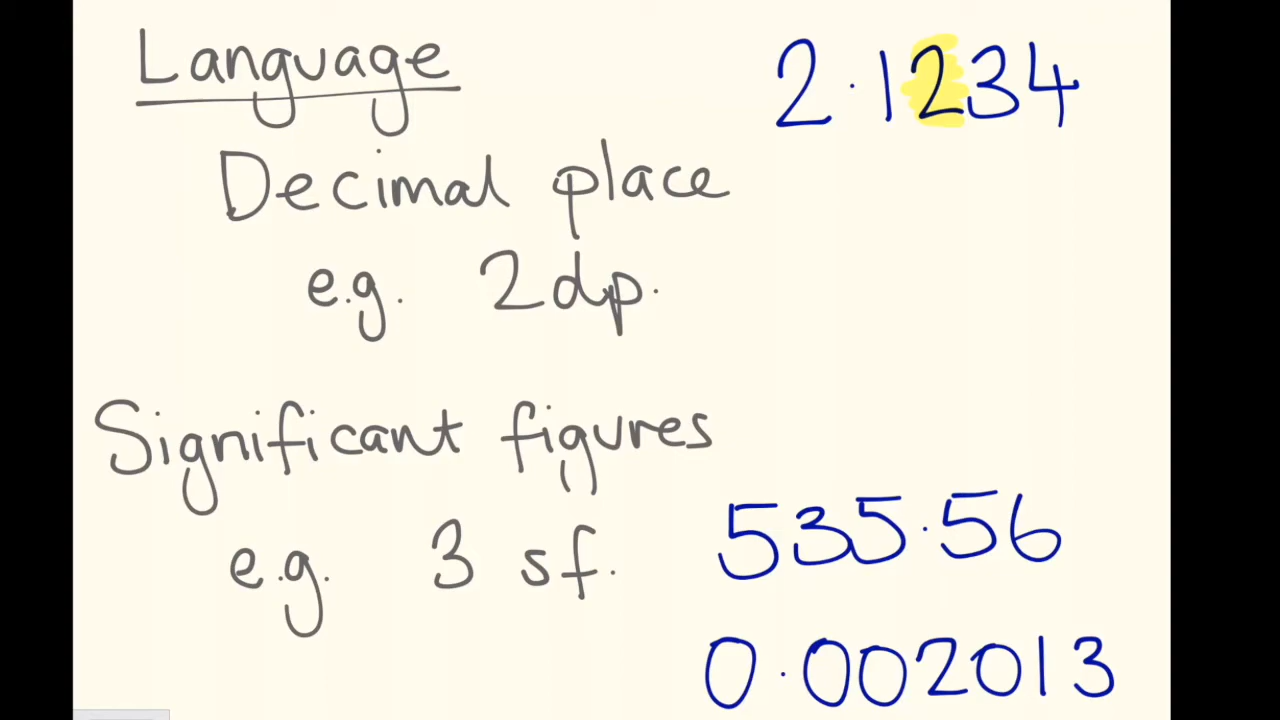 Language
2.1234
Decimal place
e.g. 2dp.
Significant figures
e.g. 3 sf.
535.56
0.002013